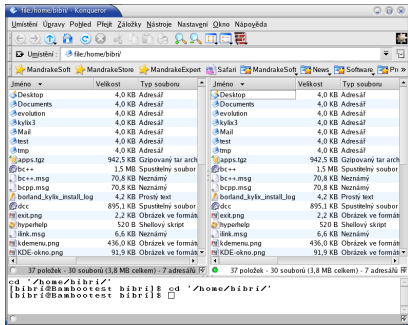 file:/home/bibri/ - Konqueror
Umístění Úpravy Pohled Přejít Záložky Nástroje Nastavení Okno Nápověda
Umístění: file:/home/bibri/
MandrakeSoft MandrakeStore MandrakeExpert Safari MandrakeSoft News Software Pr »
Jméno Velikost Typ souboru Jméno Velikost Typ souboru
Desktop 4,0 KB Adresář Desktop 4,0 KB Adresář
Documents 4,0 KB Adresář Documents 4,0 KB Adresář
evolution 4,0 KB Adresář evolution 4,0 KB Adresář
kylix3 4,0 KB Adresář kylix3 4,0 KB Adresář
Mail 4,0 KB Adresář Mail 4,0 KB Adresář
test 4,0 KB Adresář test 4,0 KB Adresář
tmp 4,0 KB Adresář tmp 4,0 KB Adresář
apps.tgz 942,5 KB Gzipovaný tar arch apps.tgz 942,5 KB Gzipovaný tar arch
bc++ 1,5 MB Spustitelný soubor bc++ 1,5 MB Spustitelný soubor
bc++.msg 70,8 KB Neznámý bc++.msg 70,8 KB Neznámý
bcpp.msg 70,8 KB Neznámý bcpp.msg 70,8 KB Neznámý
borland_kylix_install_log 4,2 KB Prostý text borland_kylix_install_log 4,2 KB Prostý text
dcc 895,1 KB Spustitelný soubor dcc 895,1 KB Spustitelný soubor
exit.png 2,2 KB Obrázek ve formátu exit.png 2,2 KB Obrázek ve formátu
hyperhelp 520 B Shellový skript hyperhelp 520 B Shellový skript
ilink.msg 6,6 KB Neznámý ilink.msg 6,6 KB Neznámý
kdemenu.png 436,0 KB Obrázek ve formátu kdemenu.png 436,0 KB Obrázek ve formátu
KDE-okno.png 91,9 KB Obrázek ve formátu KDE-okno.png 91,9 KB Obrázek ve formátu
37 položek - 30 souborů (3,8 MB celkem) - 7 adresářů 37 položek - 30 souborů (3,8 MB celkem) - 7 adresářů
cd '/home/bibri/'
[bibri@Bambootest bibri]$ cd '/home/bibri/'
[bibri@Bambootest bibri]$